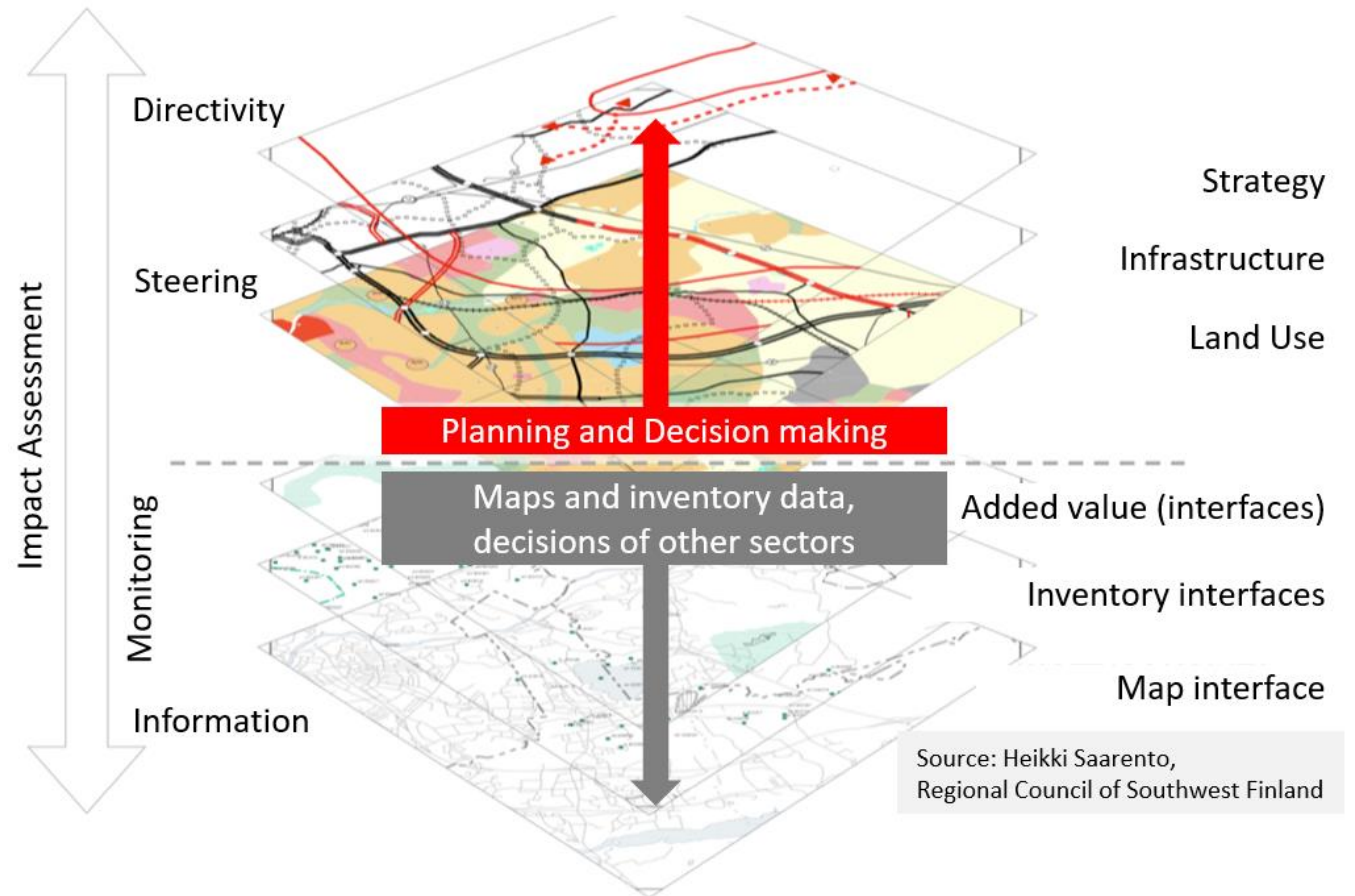 Directivity
Strategy
Infrastructure
Steering
Land Use
Impact Assessment
Planning and Decision making
Maps and inventory data,
decisions of other sectors
Added value (interfaces)
Monitoring
Inventory interfaces
Map interface
Information
Source: Heikki Saarento,
Regional Council of Southwest Finland